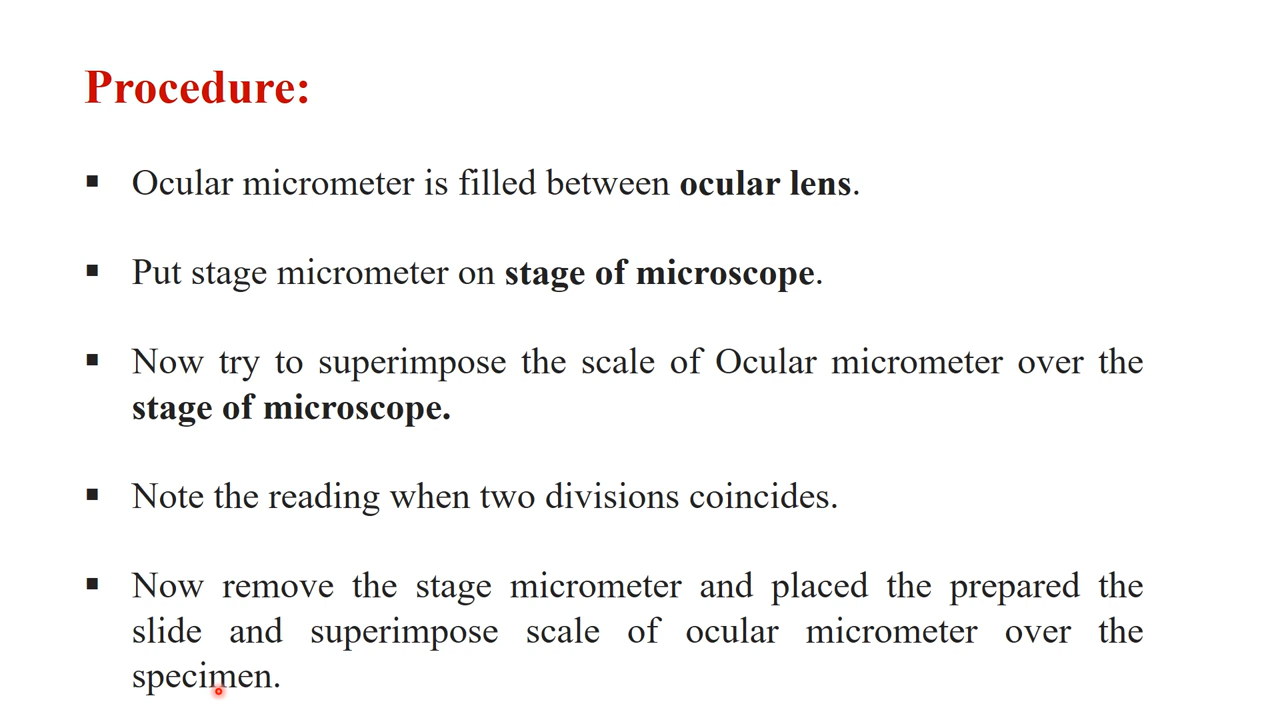 Procedure:
▪ Ocular micrometer is filled between ocular lens.
▪ Put stage micrometer on stage of microscope.
▪ Now try to superimpose the scale of Ocular micrometer over the
stage of microscope.
▪ Note the reading when two divisions coincides.
▪ Now remove the stage micrometer and placed the prepared the
slide and superimpose scale of ocular micrometer over the
specimen.